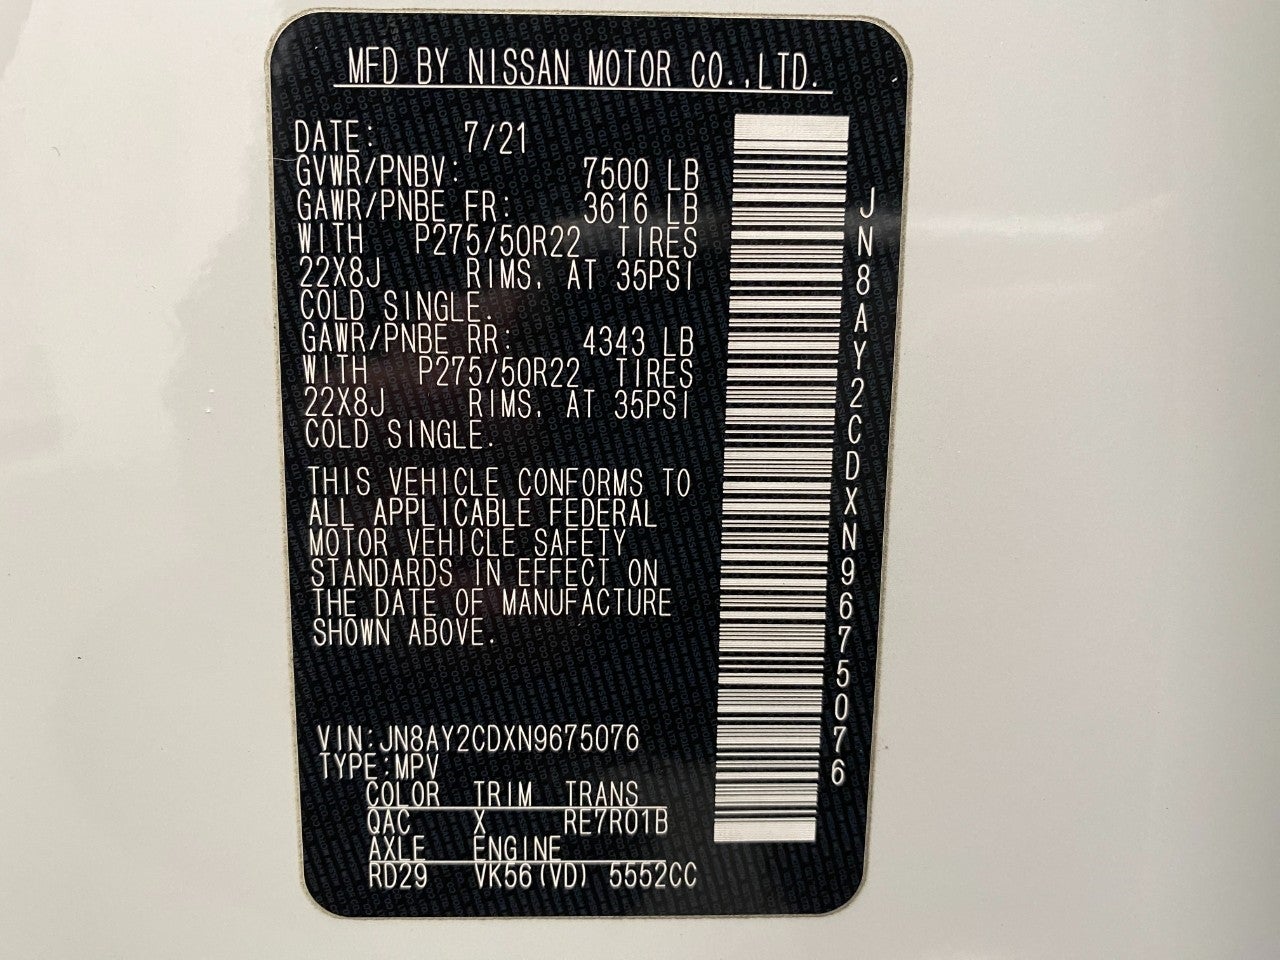 MFD BY NISSAN MOTOR CO.,LTD.
DATE: 7/21
GVWR/PNBV: 7500 LB
GAWR/PNBE FR: 3616 LB
WITH P275/50R22 TIRES
22X8J RIMS, AT 35PSI
COLD SINGLE.
GAWR/PNBE RR: 4343 LB
WITH P275/50R22 TIRES
22X8J RIMS, AT 35PSI
COLD SINGLE.
THIS VEHICLE CONFORMS TO
ALL APPLICABLE FEDERAL
MOTOR VEHICLE SAFETY
STANDARDS IN EFFECT ON
THE DATE OF MANUFACTURE
SHOWN ABOVE.
VIN:JN8AY2CDXN9675076
TYPE:MPV
COLOR TRIM TRANS
QAC X RE7R01B
AXLE ENGINE
RD29 VK56(VD) 5552CC
JN8AY2CDXN9675076